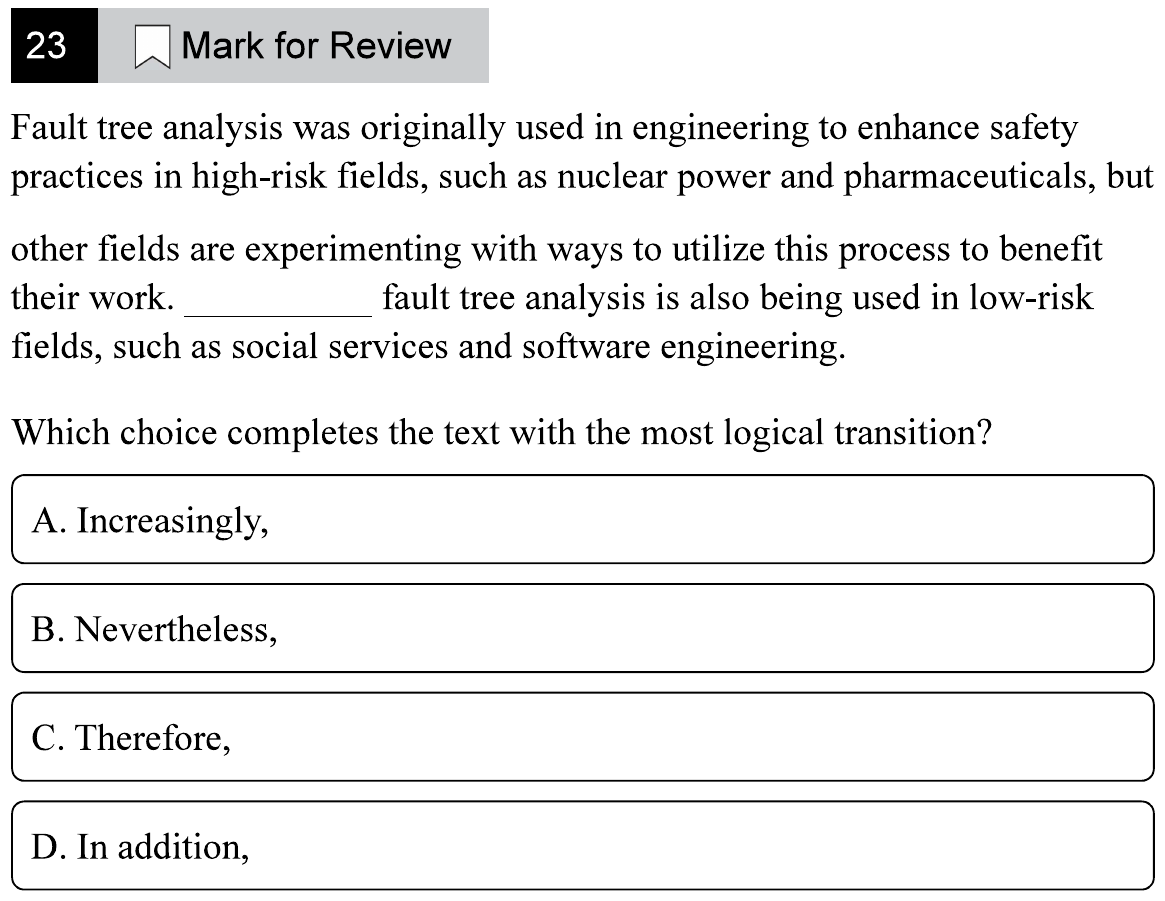 23 Mark for Review
Fault tree analysis was originally used in engineering to enhance safety
practices in high-risk fields, such as nuclear power and pharmaceuticals, but
other fields are experimenting with ways to utilize this process to benefit
their work. __________ fault tree analysis is also being used in low-risk
fields, such as social services and software engineering.
Which choice completes the text with the most logical transition?
A. Increasingly,
B. Nevertheless,
C. Therefore,
D. In addition,